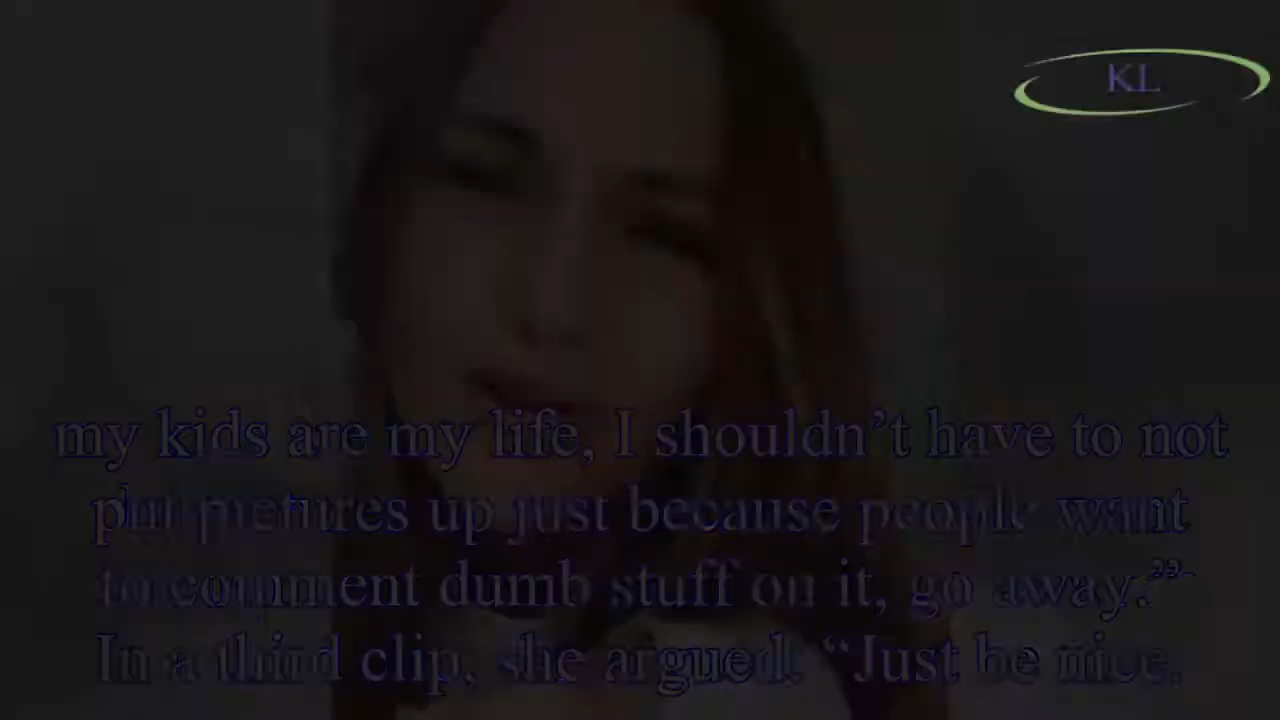 KL
my kids are my life, I shouldn’t have to not
put pictures up just because people want
to comment dumb stuff on it, go away.”
In a third clip, she argued: “Just be nice,